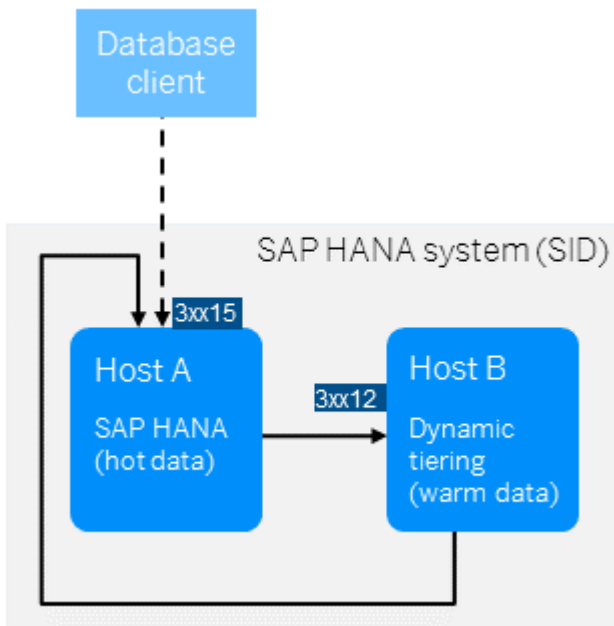 Database
client
SAP HANA system (SID)
3xx15
Host A
SAP HANA
(hot data)
3xx12
Host B
Dynamic
tiering
(warm data)